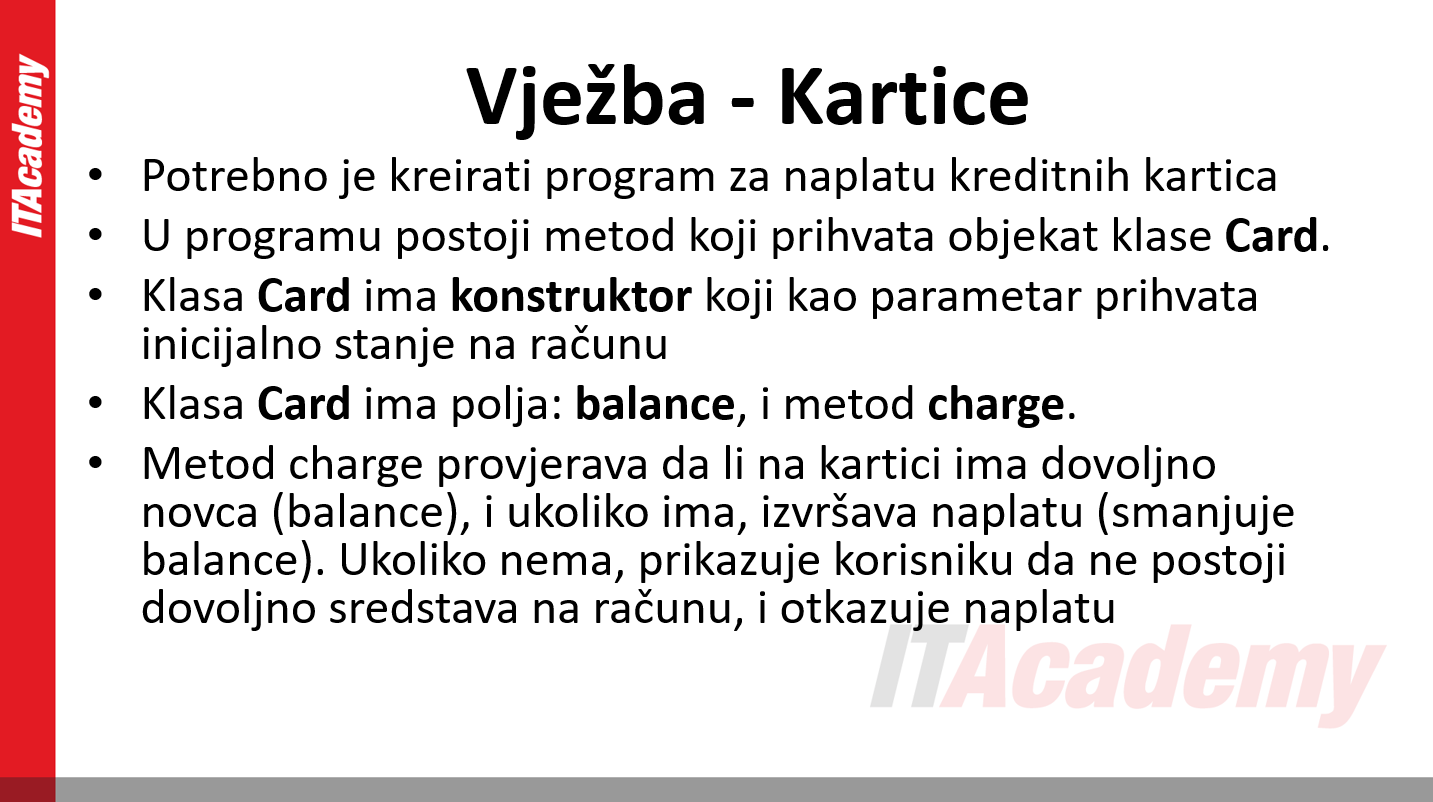 ITAcademy
Vježba - Kartice
• Potrebno je kreirati program za naplatu kreditnih kartica
• U programu postoji metod koji prihvata objekat klase Card.
• Klasa Card ima konstruktor koji kao parametar prihvata
inicijalno stanje na računu
• Klasa Card ima polja: balance, i metod charge.
• Metod charge provjerava da li na kartici ima dovoljno
novca (balance), i ukoliko ima, izvršava naplatu (smanjuje
balance). Ukoliko nema, prikazuje korisniku da ne postoji
dovoljno sredstava na računu, i otkazuje naplatu
ITAcademy